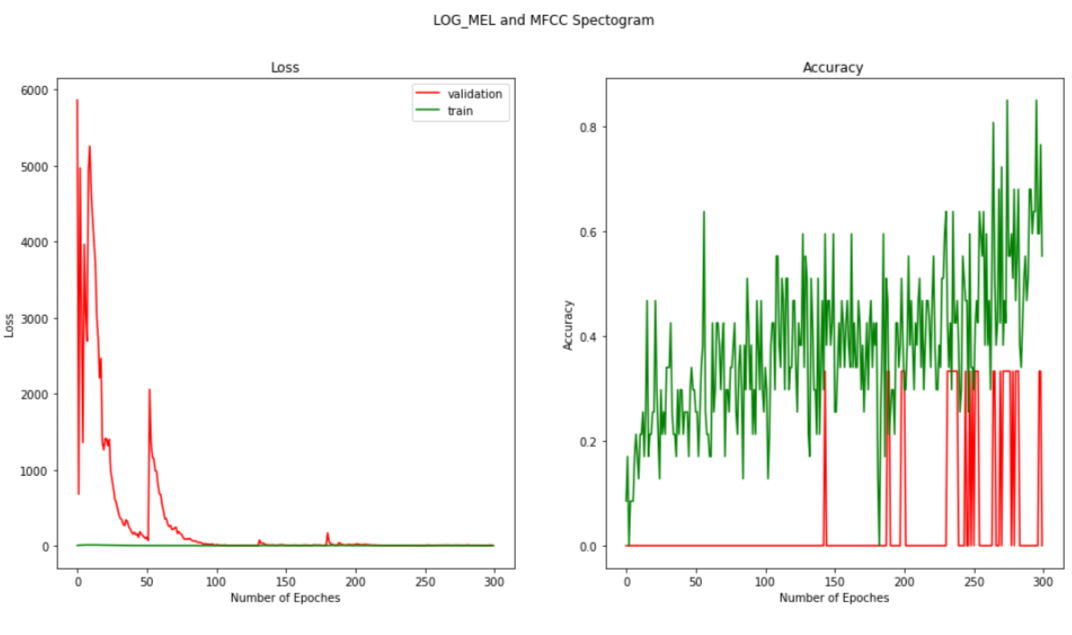 LOG_MEL and MFCC Spectogram
Loss
validation
train
6000
5000
4000
3000
2000
1000
0
Loss
0 50 100 150 200 250 300
Number of Epoches
Accuracy
0.8
0.6
0.4
0.2
0.0
Accuracy
0 50 100 150 200 250 300
Number of Epoches